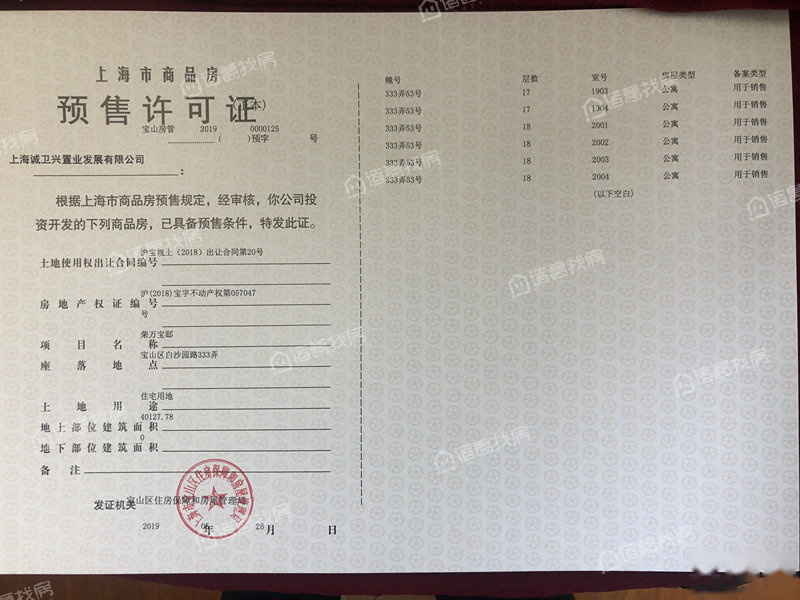 上海市商品房
预售许可证(正本)
宝山房管 2019 0000125
( )预字 号
上海诚卫兴置业发展有限公司
:
根据上海市商品房预售规定，经审核，你公司投
资开发的下列商品房，已具备预售条件，特发此证。
沪宝规土（2018）出让合同第20号
土地使用权出让合同编号
沪(2018)宝字不动产权第057047
房地产权证编号
号
荣万宝邸
项目名称
宝山区白沙园路333弄
座落地点
住宅用地
土地用途
40127.78
地上部位建筑面积
0
地下部位建筑面积
备注
发证机关 宝山区住房保障和房屋管理局
2019 年 05 月 26 日
幢号 层数 室号 房屋类型 备案类型
333弄53号 17 1903 公寓 用于销售
333弄53号 17 1904 公寓 用于销售
333弄53号 18 2001 公寓 用于销售
333弄53号 18 2002 公寓 用于销售
333弄53号 18 2003 公寓 用于销售
333弄53号 18 2004 公寓 用于销售
(以下空白)
诸葛找房